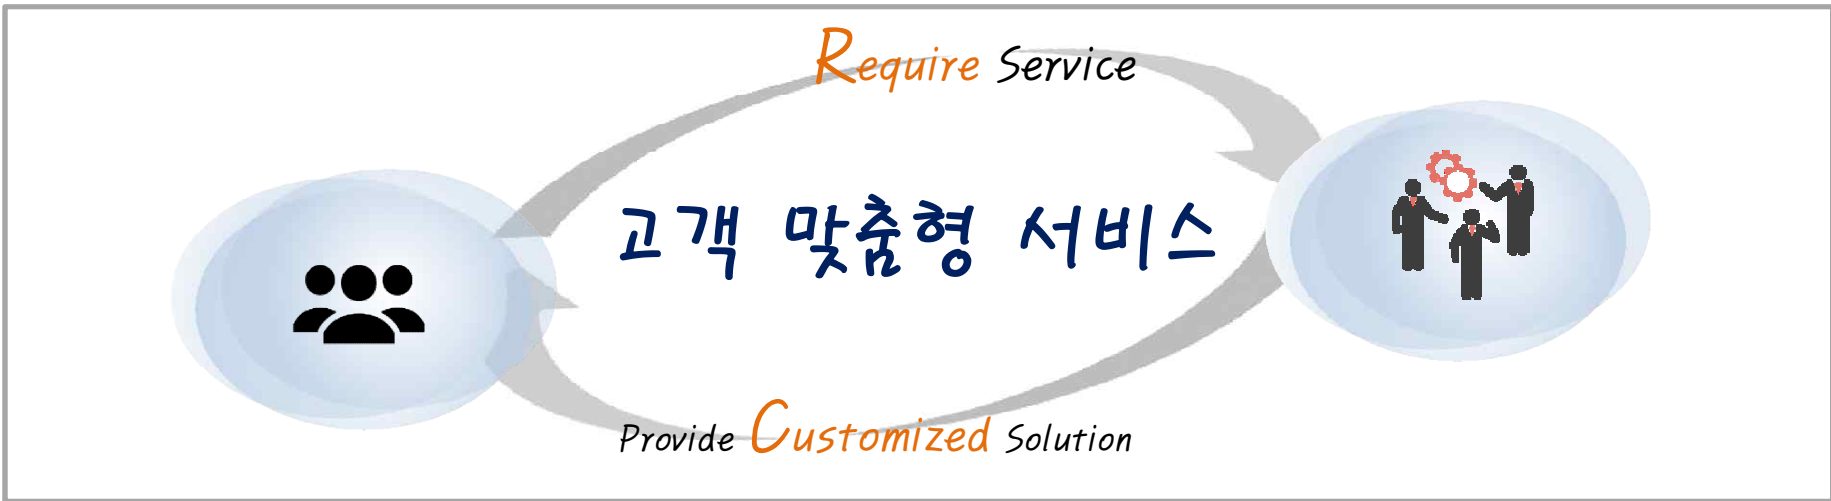 Require Service
고객 맞춤형 서비스
Provide Customized Solution